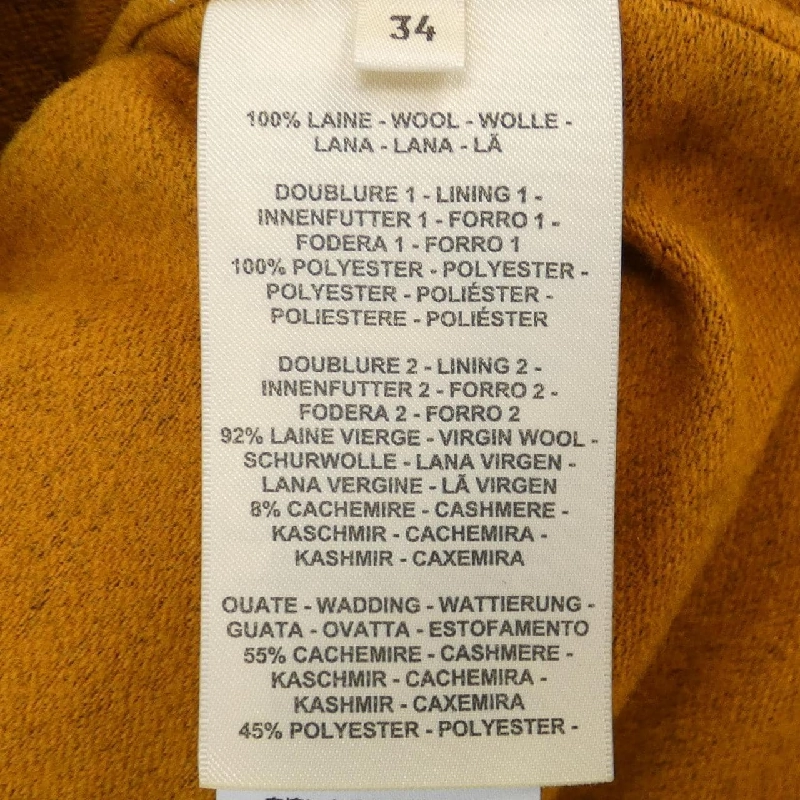 34
100% LAINE - WOOL - WOLLE -
LANA - LANA - LÃ
DOUBLURE 1 - LINING 1 -
INNENFUTTER 1 - FORRO 1 -
FODERA 1 - FORRO 1
100% POLYESTER - POLYESTER -
POLYESTER - POLIÉSTER -
POLIESTERE - POLIÉSTER
DOUBLURE 2 - LINING 2 -
INNENFUTTER 2 - FORRO 2 -
FODERA 2 - FORRO 2
92% LAINE VIERGE - VIRGIN WOOL -
SCHURWOLLE - LANA VIRGEN -
LANA VERGINE - LÃ VIRGEN
8% CACHEMIRE - CASHMERE -
KASCHMIR - CACHEMIRA -
KASHMIR - CAXEMIRA
OUATE - WADDING - WATTIERUNG -
GUATA - OVATTA - ESTOFAMENTO
55% CACHEMIRE - CASHMERE -
KASCHMIR - CACHEMIRA -
KASHMIR - CAXEMIRA
45% POLYESTER - POLYESTER -